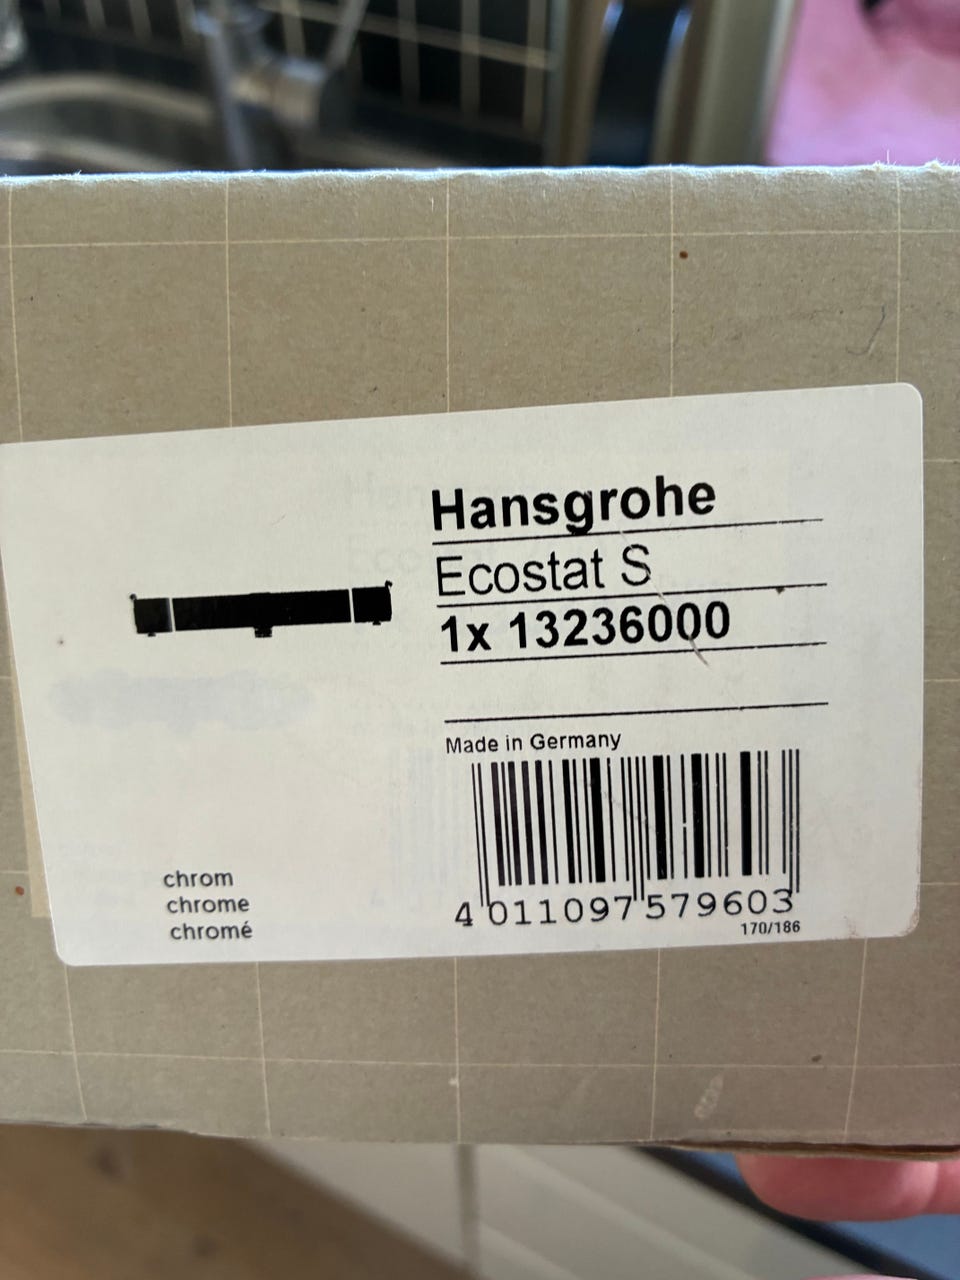 Hansgrohe
Ecostat S
1x 13236000
Made in Germany
chrom
chrome
chromé
4 011097 579603
170/186